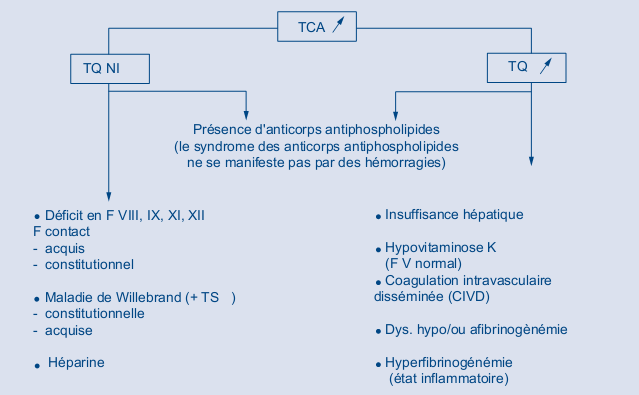 TCA
TQ NI
TQ
Présence d'anticorps antiphospholipides
(le syndrome des anticorps antiphospholipides
ne se manifeste pas par des hémorragies)
● Déficit en F VIII, IX, XI, XII
F contact
- acquis
- constitutionnel
● Maladie de Willebrand (+ TS )
- constitutionnelle
- acquise
● Héparine
● Insuffisance hépatique
● Hypovitaminose K
(F V normal)
● Coagulation intravasculaire
disséminée (CIVD)
● Dys. hypo/ou afibrinogènémie
● Hyperfibrinogénémie
(état inflammatoire)